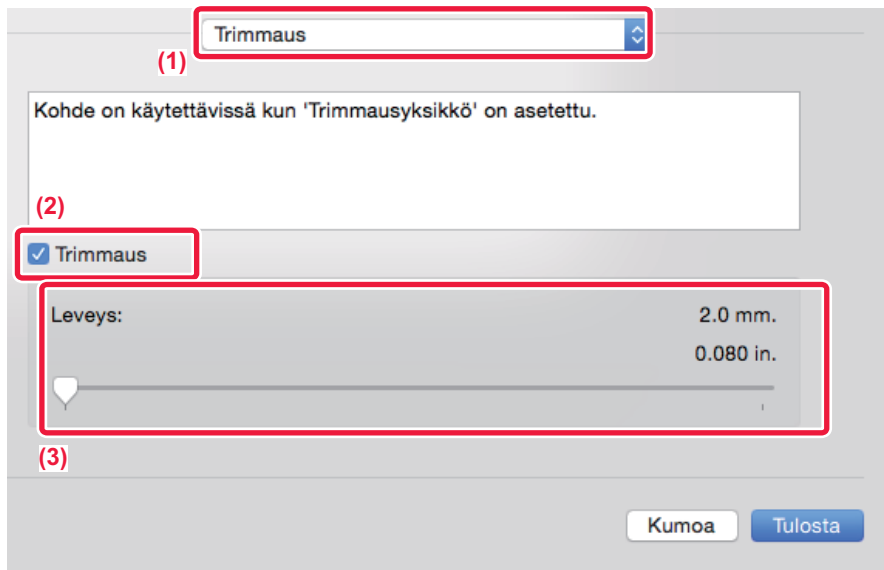 Trimmaus
(1)
Kohde on käytettävissä kun 'Trimmausyksikkö' on asetettu.
(2)
Trimmaus
Leveys: 2.0 mm.
0.080 in.
(3)
Kumoa Tulosta